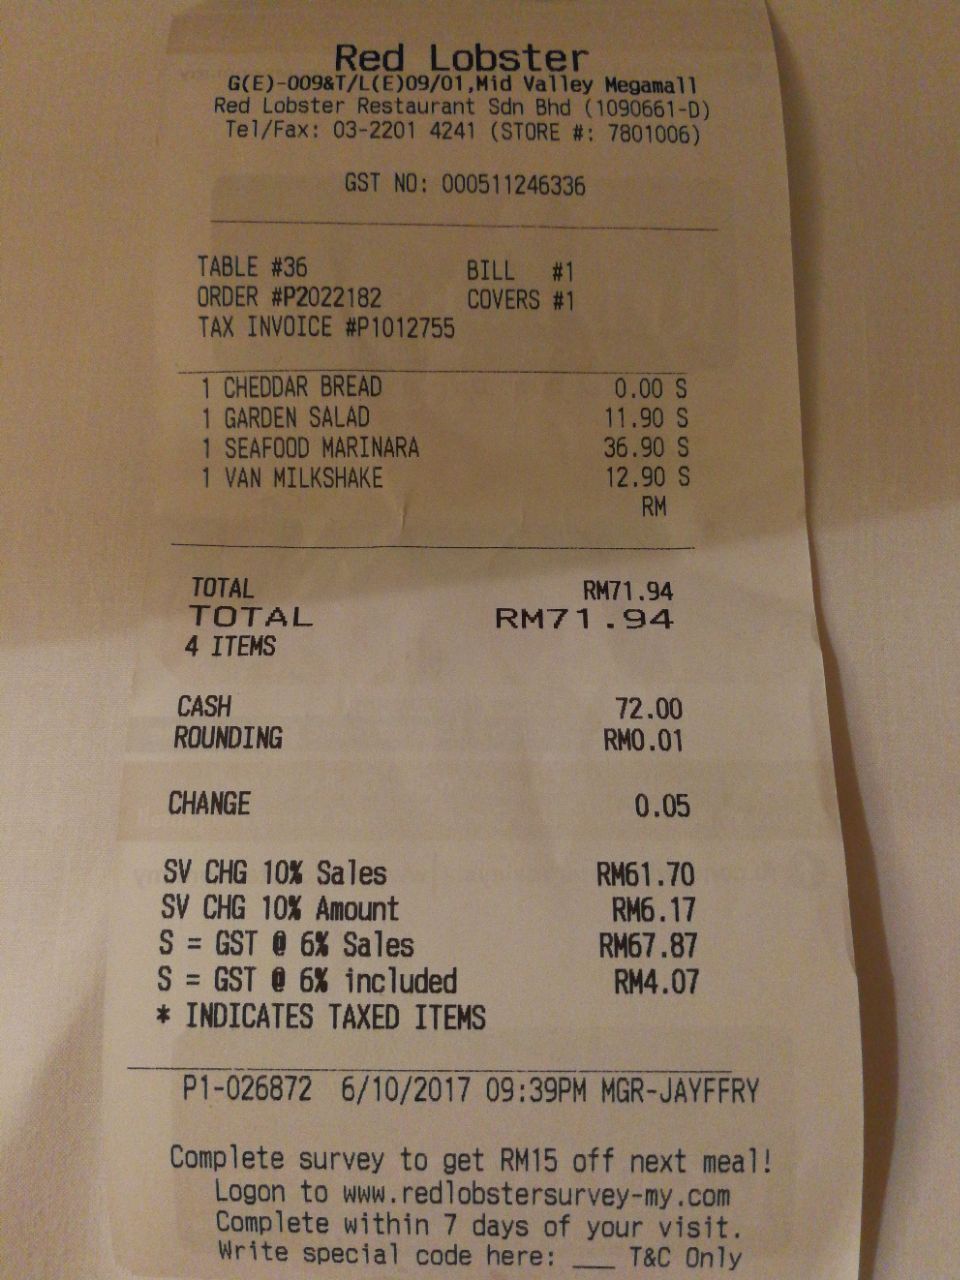 Red Lobster
G(E)-009&T/L(E)09/01,Mid Valley Megamall
Red Lobster Restaurant Sdn Bhd (1090661-D)
Tel/Fax: 03-2201 4241 (STORE #: 7801006)
GST NO: 000511246336
TABLE #36 BILL #1
ORDER #P2022182 COVERS #1
TAX INVOICE #P1012755
1 CHEDDAR BREAD 0.00 S
1 GARDEN SALAD 11.90 S
1 SEAFOOD MARINARA 36.90 S
1 VAN MILKSHAKE 12.90 S
RM
TOTAL RM71.94
TOTAL RM71.94
4 ITEMS
CASH 72.00
ROUNDING RM0.01
CHANGE 0.05
SV CHG 10% Sales RM61.70
SV CHG 10% Amount RM6.17
S = GST @ 6% Sales RM67.87
S = GST @ 6% included RM4.07
* INDICATES TAXED ITEMS
P1-026872 6/10/2017 09:39PM MGR-JAYFFRY
Complete survey to get RM15 off next meal!
Logon to www.redlobstersurvey-my.com
Complete within 7 days of your visit.
Write special code here: ___ T&C Only